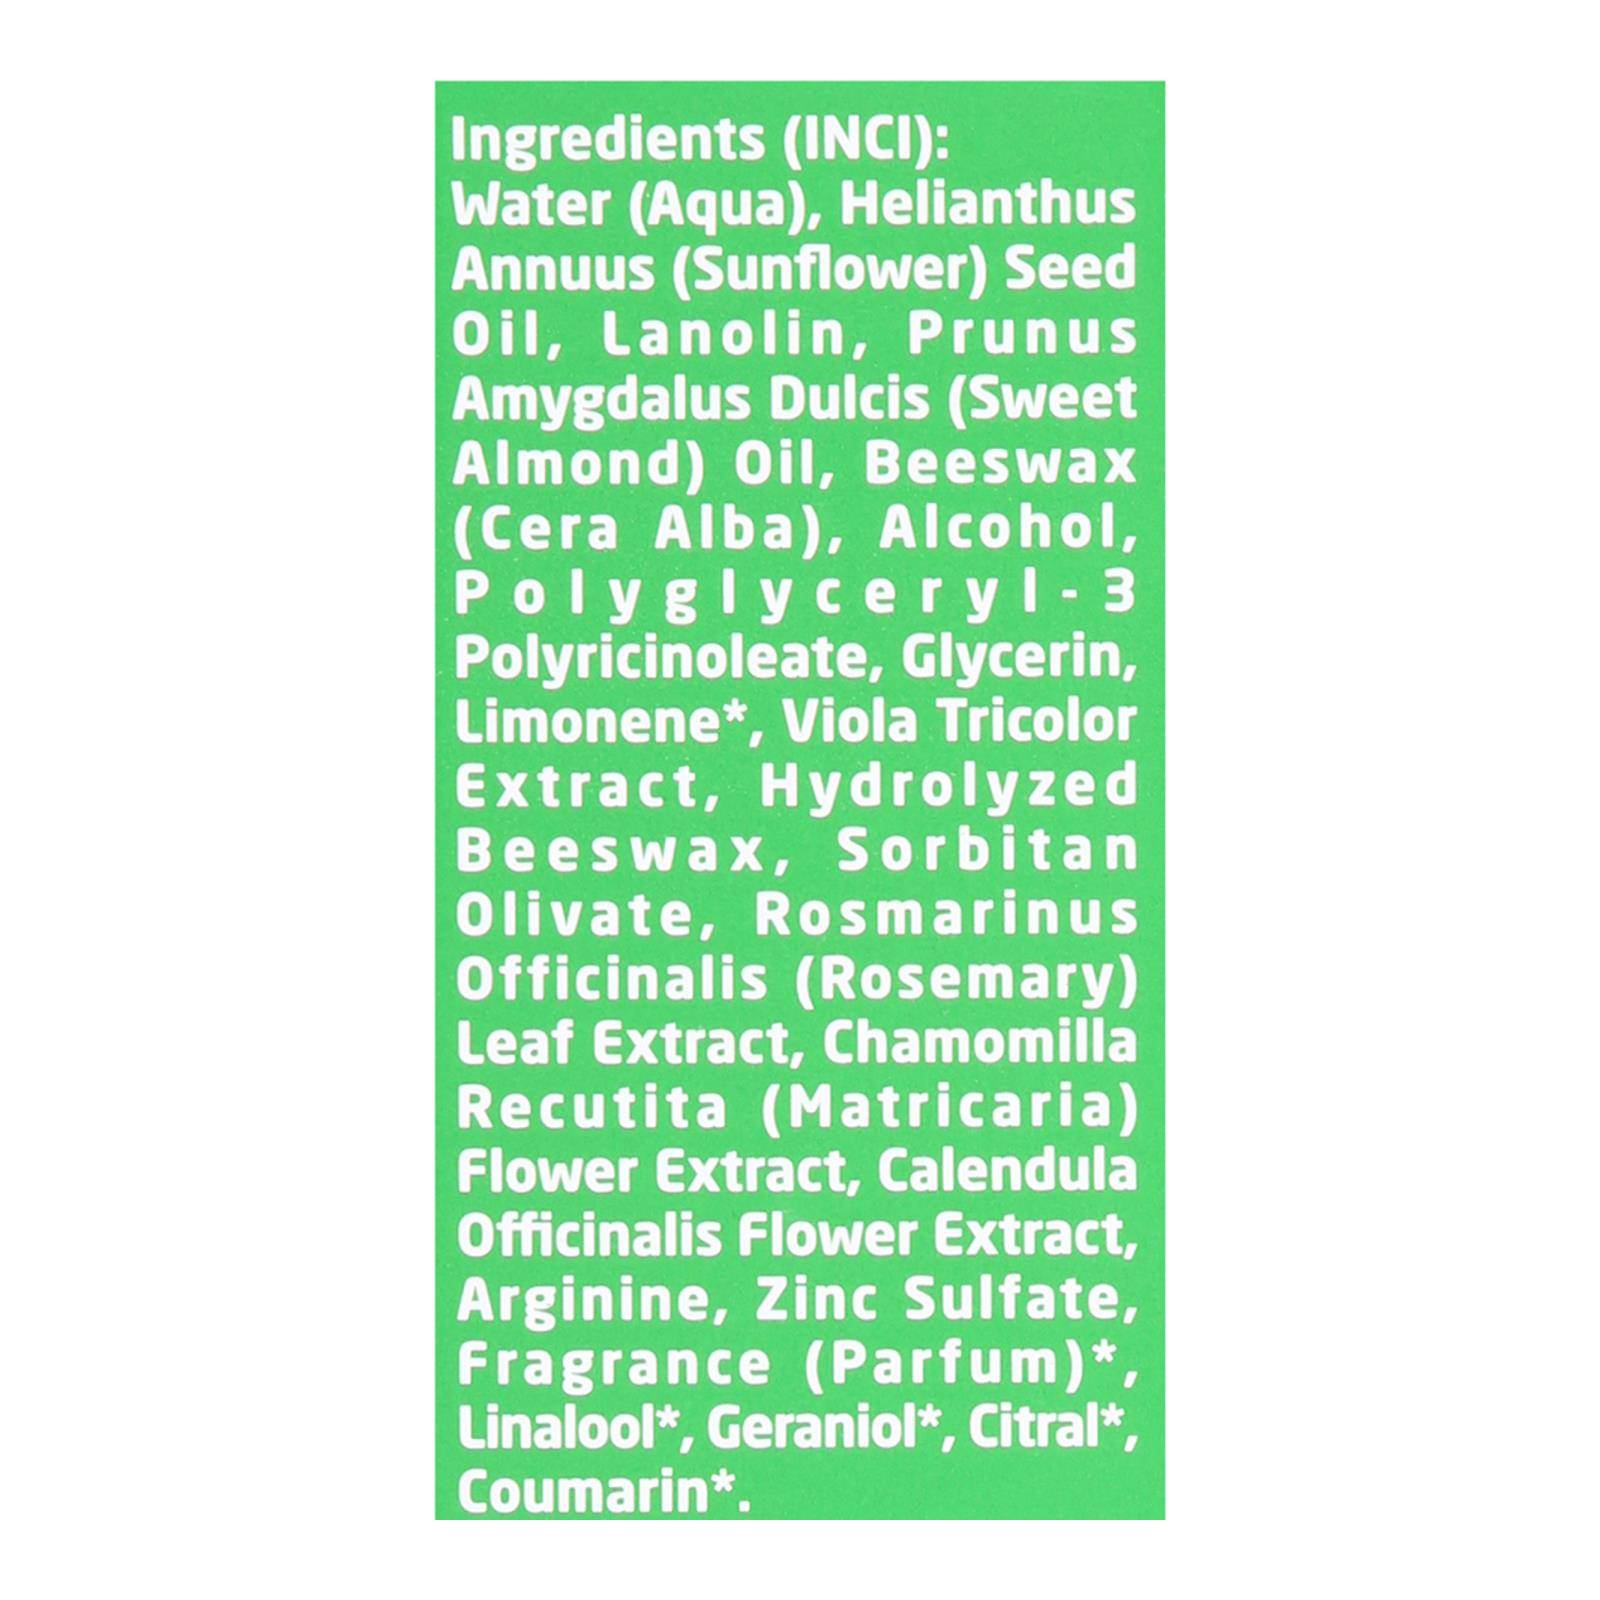 Ingredients (INCI):
Water (Aqua), Helianthus
Annuus (Sunflower) Seed
Oil, Lanolin, Prunus
Amygdalus Dulcis (Sweet
Almond) Oil, Beeswax
(Cera Alba), Alcohol,
Polyglyceryl-3
Polyricinoleate, Glycerin,
Limonene*, Viola Tricolor
Extract, Hydrolyzed
Beeswax, Sorbitan
Olivate, Rosmarinus
Officinalis (Rosemary)
Leaf Extract, Chamomilla
Recutita (Matricaria)
Flower Extract, Calendula
Officinalis Flower Extract,
Arginine, Zinc Sulfate,
Fragrance (Parfum)*,
Linalool*, Geraniol*, Citral*,
Coumarin*.